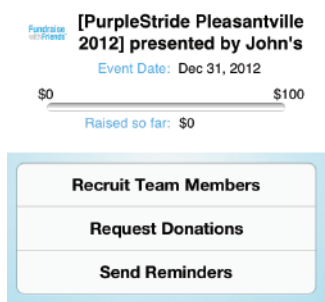 Fundraise
with Friends
[PurpleStride Pleasantville
2012] presented by John's
Event Date: Dec 31, 2012
$0 $100
Raised so far: $0
Recruit Team Members
Request Donations
Send Reminders